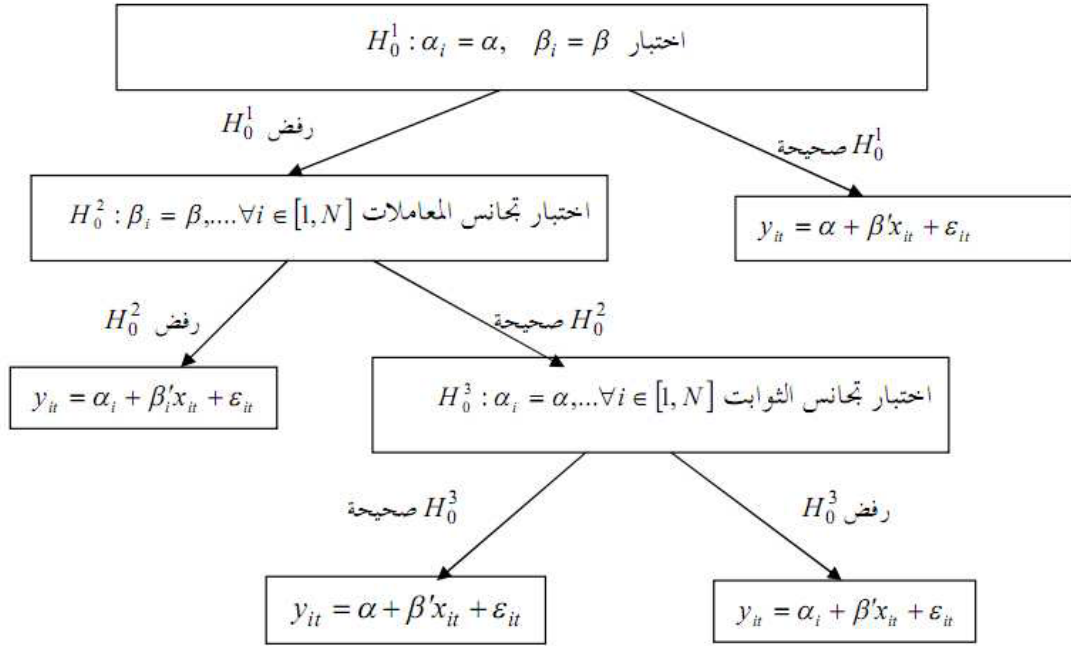 اختبار $H_0^1 : \alpha_i = \alpha, \quad \beta_i = \beta$
رفض $H_0^1$
$H_0^1$ صحيحة
اختبار تجانس المعاملات $H_0^2 : \beta_i = \beta,....\forall i \in [1, N]$
$y_{it} = \alpha + \beta' x_{it} + \varepsilon_{it}$
رفض $H_0^2$
$H_0^2$ صحيحة
$y_{it} = \alpha_i + \beta_i' x_{it} + \varepsilon_{it}$
اختبار تجانس الثوابت $H_0^3 : \alpha_i = \alpha,...\forall i \in [1, N]$
$H_0^3$ صحيحة
رفض $H_0^3$
$y_{it} = \alpha + \beta' x_{it} + \varepsilon_{it}$
$y_{it} = \alpha_i + \beta' x_{it} + \varepsilon_{it}$